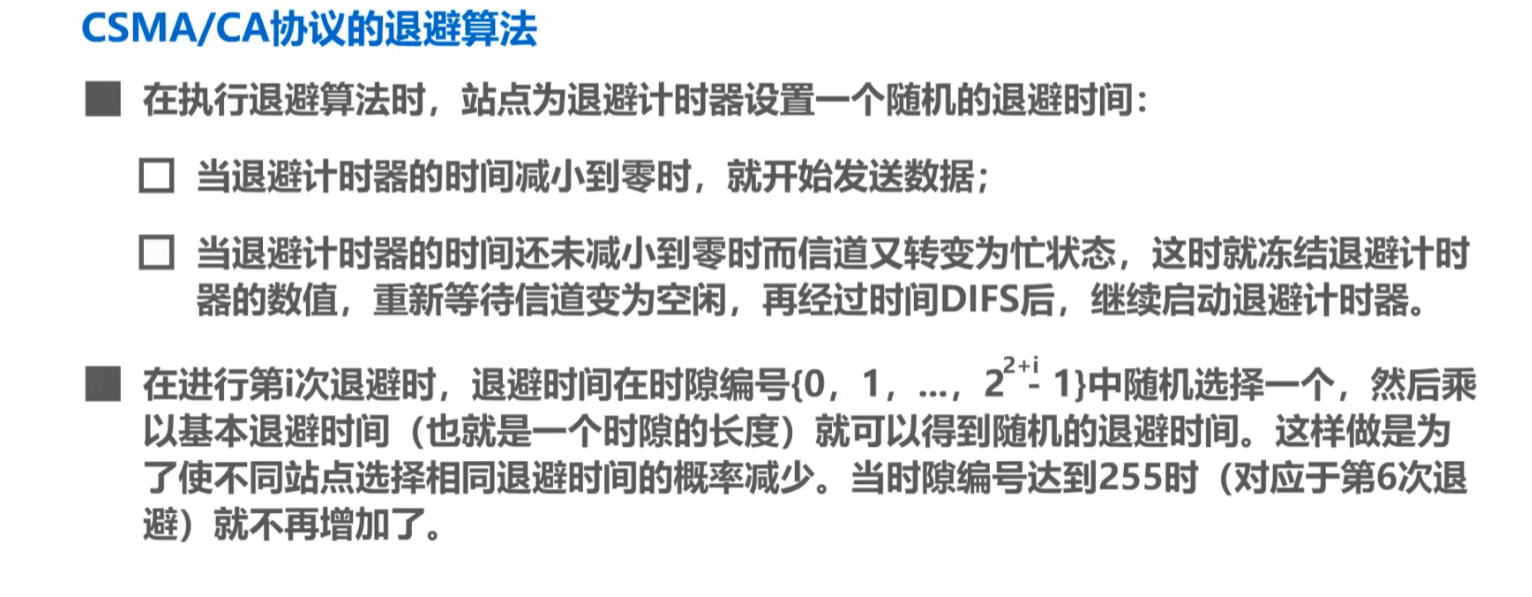 CSMA/CA协议的退避算法
在执行退避算法时，站点为退避计时器设置一个随机的退避时间：
当退避计时器的时间减小到零时，就开始发送数据；
当退避计时器的时间还未减小到零时而信道又转变为忙状态，这时就冻结退避计时
器的数值，重新等待信道变为空闲，再经过时间DIFS后，继续启动退避计时器。
在进行第i次退避时，退避时间在时隙编号{0，1，...，2²⁺ⁱ- 1}中随机选择一个，然后乘
以基本退避时间（也就是一个时隙的长度）就可以得到随机的退避时间。这样做是为
了使不同站点选择相同退避时间的概率减少。当时隙编号达到255时（对应于第6次退
避）就不再增加了。